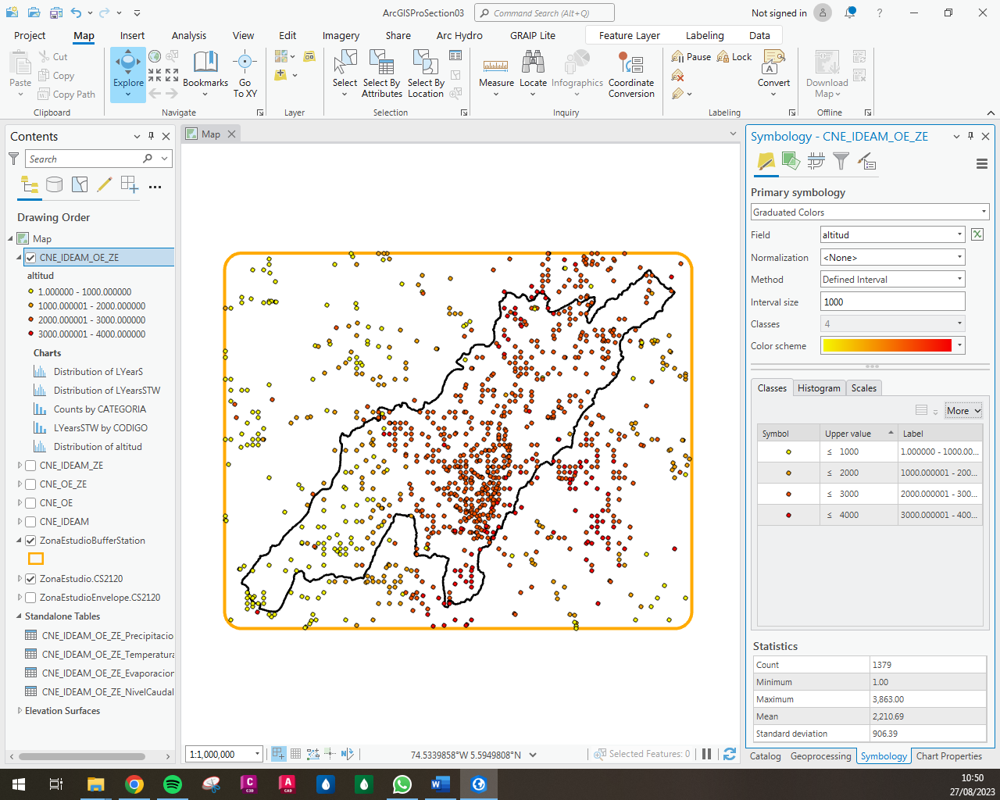 ArcGISProSection03
Command Search (Alt+Q)
Not signed in
?
Project
Map
Insert
Analysis
View
Edit
Imagery
Share
Arc Hydro
GRAIP Lite
Feature Layer
Labeling
Data
Paste
Cut
Copy
Copy Path
Clipboard
Explore
Bookmarks
Go To XY
Navigate
Layer
Select
Select By Attributes
Select By Location
Selection
Measure
Locate
Infographics
Coordinate Conversion
Inquiry
Pause
Lock
Convert
Labeling
Download Map
Offline
Contents
Search
Drawing Order
Map
CNE_IDEAM_OE_ZE
altitud
1.000000 - 1000.000000
1000.000001 - 2000.000000
2000.000001 - 3000.000000
3000.000001 - 4000.000000
Charts
Distribution of LYearS
Distribution of LYearsSTW
Counts by CATEGORIA
LYearsSTW by CODIGO
Distribution of altitud
CNE_IDEAM_ZE
CNE_OE_ZE
CNE_OE
CNE_IDEAM
ZonaEstudioBufferStation
ZonaEstudio.CS2120
ZonaEstudioEnvelope.CS2120
Standalone Tables
CNE_IDEAM_OE_ZE_Precipitacio
CNE_IDEAM_OE_ZE_Temperatura
CNE_IDEAM_OE_ZE_Evaporacion
CNE_IDEAM_OE_ZE_NivelCaudal
Elevation Surfaces
Map
1:1,000,000
74.5339858°W 5.5949808°N
Selected Features: 0
Symbology - CNE_IDEAM_OE_ZE
Primary symbology
Graduated Colors
Field altitud
Normalization <None>
Method Defined Interval
Interval size 1000
Classes 4
Color scheme
Classes Histogram Scales
More
Symbol Upper value Label
≤ 1000 1.000000 - 1000.00...
≤ 2000 1000.000001 - 200...
≤ 3000 2000.000001 - 300...
≤ 4000 3000.000001 - 400...
Statistics
Count 1379
Minimum 1.00
Maximum 3,863.00
Mean 2,210.69
Standard deviation 906.39
Catalog Geoprocessing Symbology Chart Properties
10:50
27/08/2023